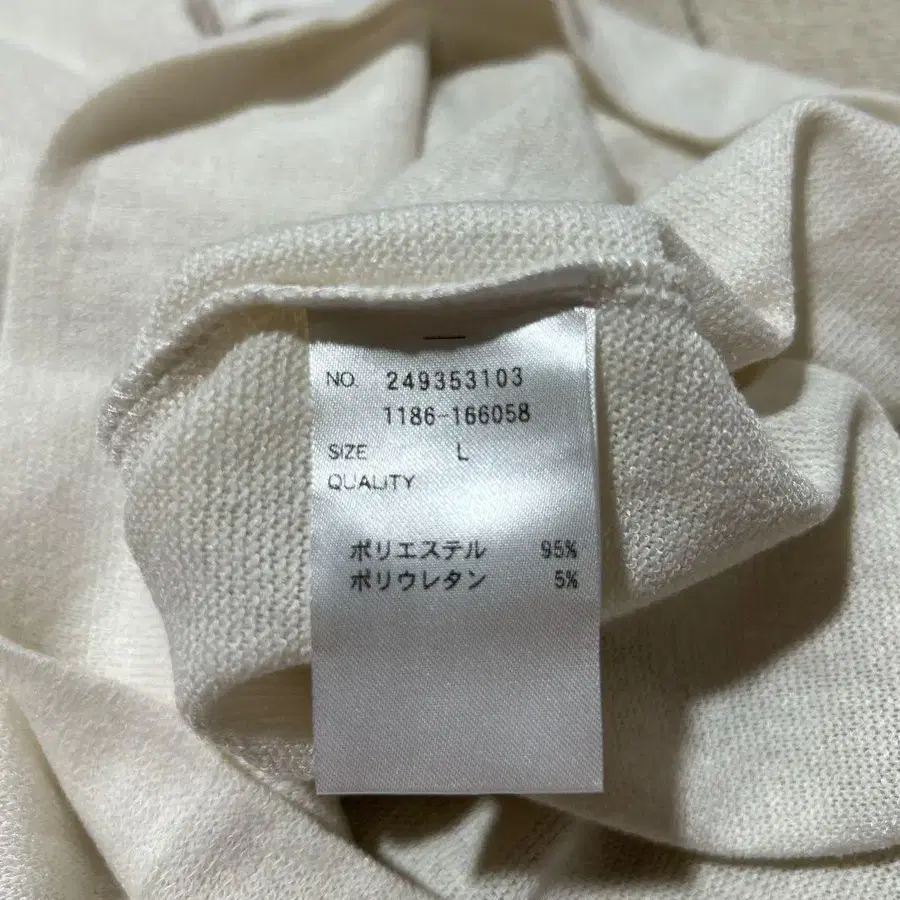 NO. 249353103
1186-166058
SIZE L
QUALITY
ポリエステル 95%
ポリウレタン 5%